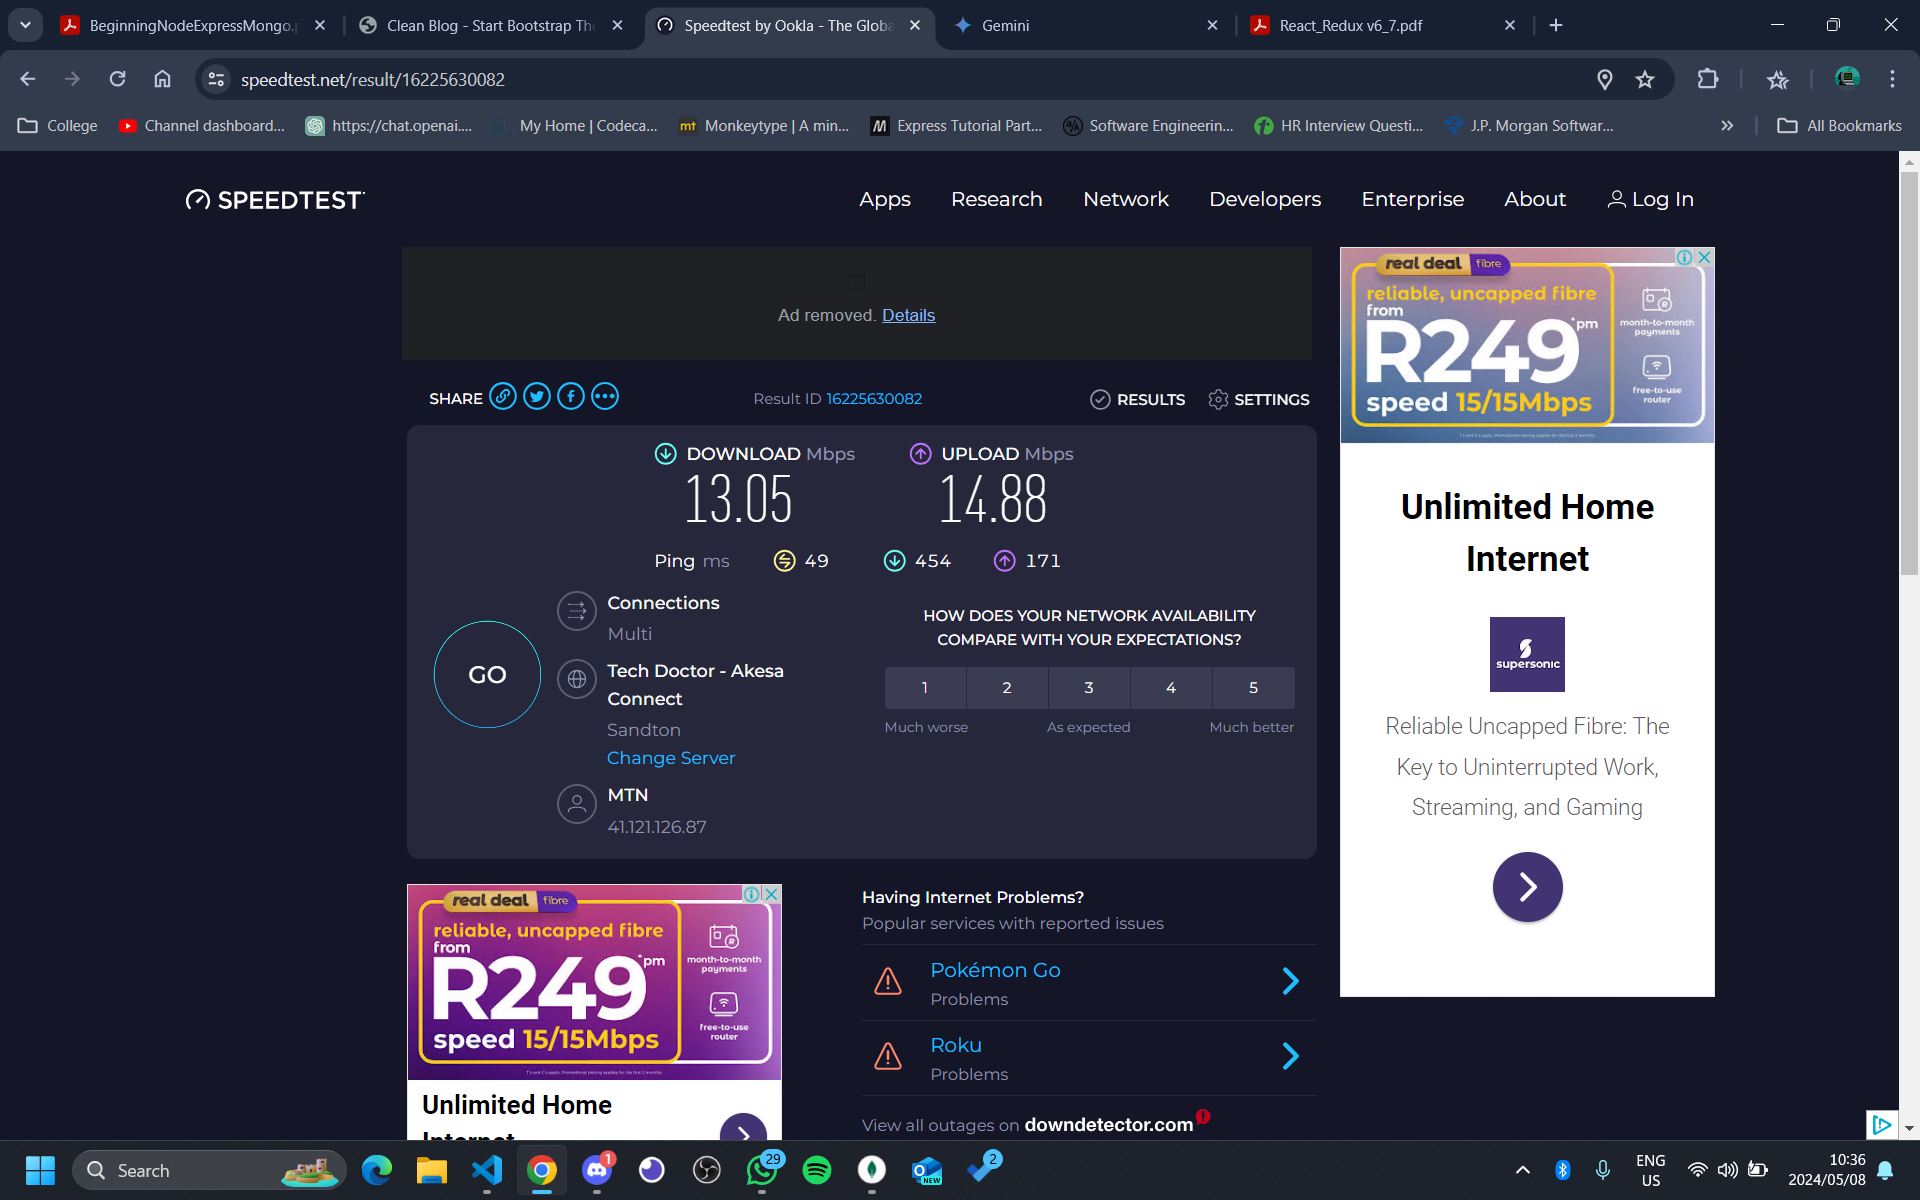 BeginningNodeExpressMongo.p
Clean Blog - Start Bootstrap The
Speedtest by Ookla - The Globa
Gemini
React_Redux v6_7.pdf
speedtest.net/result/16225630082
College
Channel dashboard...
https://chat.openai....
My Home | Codeca...
mt Monkeytype | A min...
Express Tutorial Part...
Software Engineerin...
HR Interview Questi...
J.P. Morgan Softwar...
All Bookmarks
SPEEDTEST
Apps
Research
Network
Developers
Enterprise
About
Log In
Ad removed. Details
SHARE
Result ID 16225630082
RESULTS
SETTINGS
DOWNLOAD Mbps
13.05
UPLOAD Mbps
14.88
Ping ms
49
454
171
GO
Connections
Multi
Tech Doctor - Akesa
Connect
Sandton
Change Server
MTN
41.121.126.87
HOW DOES YOUR NETWORK AVAILABILITY
COMPARE WITH YOUR EXPECTATIONS?
1 2 3 4 5
Much worse As expected Much better
real deal fibre
reliable, uncapped fibre
from
R249*pm
speed 15/15Mbps
month-to-month
payments
free-to-use
router
Unlimited Home
Internet
supersonic
Reliable Uncapped Fibre: The
Key to Uninterrupted Work,
Streaming, and Gaming
real deal fibre
reliable, uncapped fibre
from
R249*pm
speed 15/15Mbps
month-to-month
payments
free-to-use
router
Unlimited Home
Internet
Having Internet Problems?
Popular services with reported issues
Pokémon Go
Problems
Roku
Problems
View all outages on downdetector.com
Search
1
29
NEW
2
ENG
US
10:36
2024/05/08